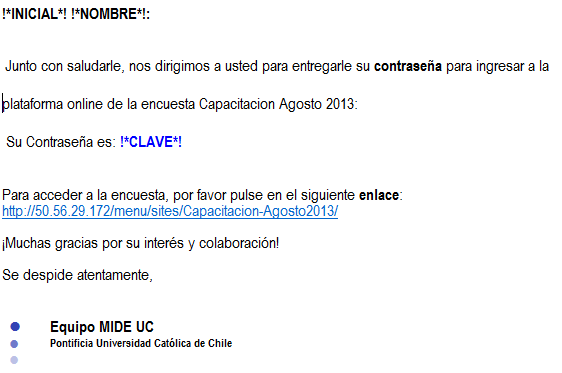 !*INICIAL*! !*NOMBRE*!:
Junto con saludarle, nos dirigimos a usted para entregarle su contraseña para ingresar a la
plataforma online de la encuesta Capacitacion Agosto 2013:
Su Contraseña es: !*CLAVE*!
Para acceder a la encuesta, por favor pulse en el siguiente enlace:
http://50.56.29.172/menu/sites/Capacitacion-Agosto2013/
¡Muchas gracias por su interés y colaboración!
Se despide atentamente,
Equipo MIDE UC
Pontificia Universidad Católica de Chile